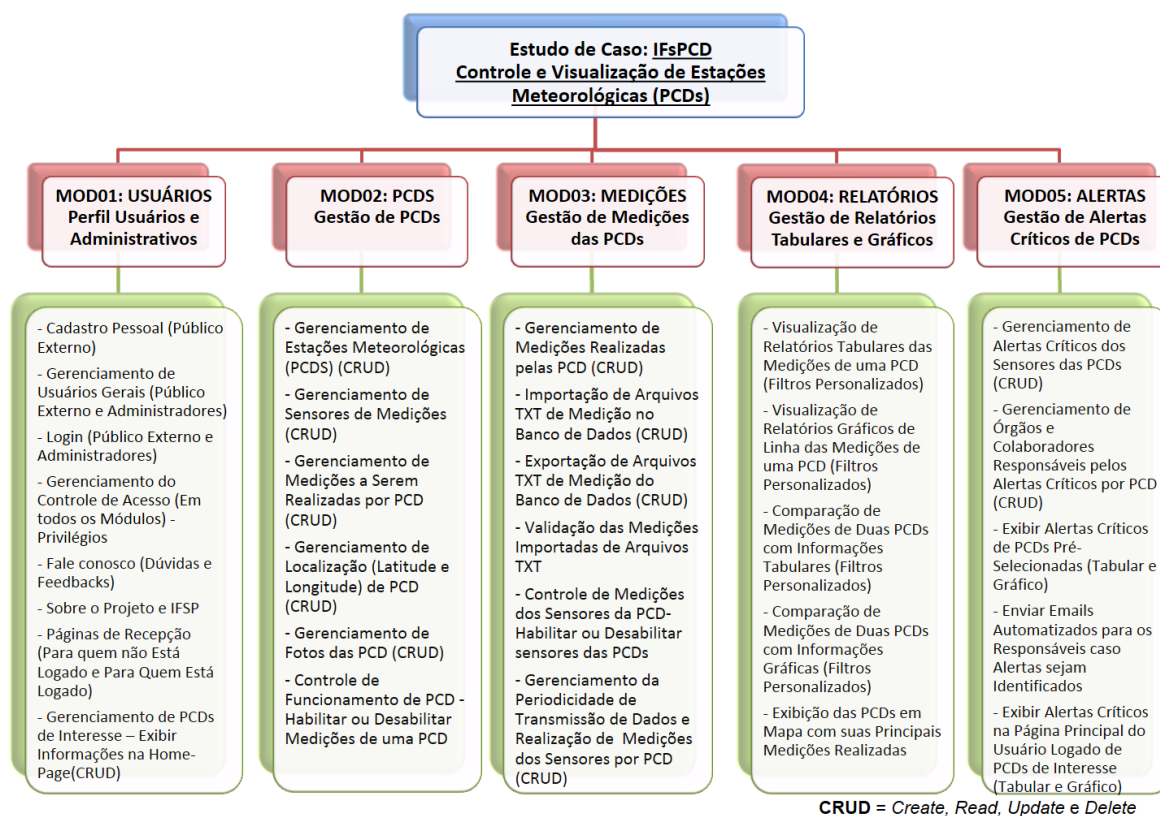 Estudo de Caso: IFsPCD
Controle e Visualização de Estações
Meteorológicas (PCDs)
MOD01: USUÁRIOS
Perfil Usuários e
Administrativos
MOD02: PCDS
Gestão de PCDs
MOD03: MEDIÇÕES
Gestão de Medições
das PCDs
MOD04: RELATÓRIOS
Gestão de Relatórios
Tabulares e Gráficos
MOD05: ALERTAS
Gestão de Alertas
Críticos de PCDs
- Cadastro Pessoal (Público
Externo)
- Gerenciamento de
Usuários Gerais (Público
Externo e Administradores)
- Login (Público Externo e
Administradores)
- Gerenciamento do
Controle de Acesso (Em
todos os Módulos) -
Privilégios
- Fale conosco (Dúvidas e
Feedbacks)
- Sobre o Projeto e IFSP
- Páginas de Recepção
(Para quem não Está
Logado e Para Quem Está
Logado)
- Gerenciamento de PCDs
de Interesse – Exibir
Informações na Home-
Page(CRUD)
- Gerenciamento de
Estações Meteorológicas
(PCDS) (CRUD)
- Gerenciamento de
Sensores de Medições
(CRUD)
- Gerenciamento de
Medições a Serem
Realizadas por PCD
(CRUD)
- Gerenciamento de
Localização (Latitude e
Longitude) de PCD
(CRUD)
- Gerenciamento de
Fotos das PCD (CRUD)
- Controle de
Funcionamento de PCD -
Habilitar ou Desabilitar
Medições de uma PCD
- Gerenciamento de
Medições Realizadas
pelas PCD (CRUD)
- Importação de Arquivos
TXT de Medição no
Banco de Dados (CRUD)
- Exportação de Arquivos
TXT de Medição do
Banco de Dados (CRUD)
- Validação das Medições
Importadas de Arquivos
TXT
- Controle de Medições
dos Sensores da PCD-
Habilitar ou Desabilitar
sensores das PCDs
- Gerenciamento da
Periodicidade de
Transmissão de Dados e
Realização de Medições
dos Sensores por PCD
(CRUD)
- Visualização de
Relatórios Tabulares das
Medições de uma PCD
(Filtros Personalizados)
- Visualização de
Relatórios Gráficos de
Linha das Medições de
uma PCD (Filtros
Personalizados)
- Comparação de
Medições de Duas PCDs
com Informações
Tabulares (Filtros
Personalizados)
- Comparação de
Medições de Duas PCDs
com Informações
Gráficas (Filtros
Personalizados)
- Exibição das PCDs em
Mapa com suas Principais
Medições Realizadas
- Gerenciamento de
Alertas Críticos dos
Sensores das PCDs
(CRUD)
- Gerenciamento de
Órgãos e
Colaboradores
Responsáveis pelos
Alertas Críticos por PCD
(CRUD)
- Exibir Alertas Críticos
de PCDs Pré-
Selecionadas (Tabular e
Gráfico)
- Enviar Emails
Automatizados para os
Responsáveis caso
Alertas sejam
Identificados
- Exibir Alertas Críticos
na Página Principal do
Usuário Logado de
PCDs de Interesse
(Tabular e Gráfico)
CRUD = Create, Read, Update e Delete